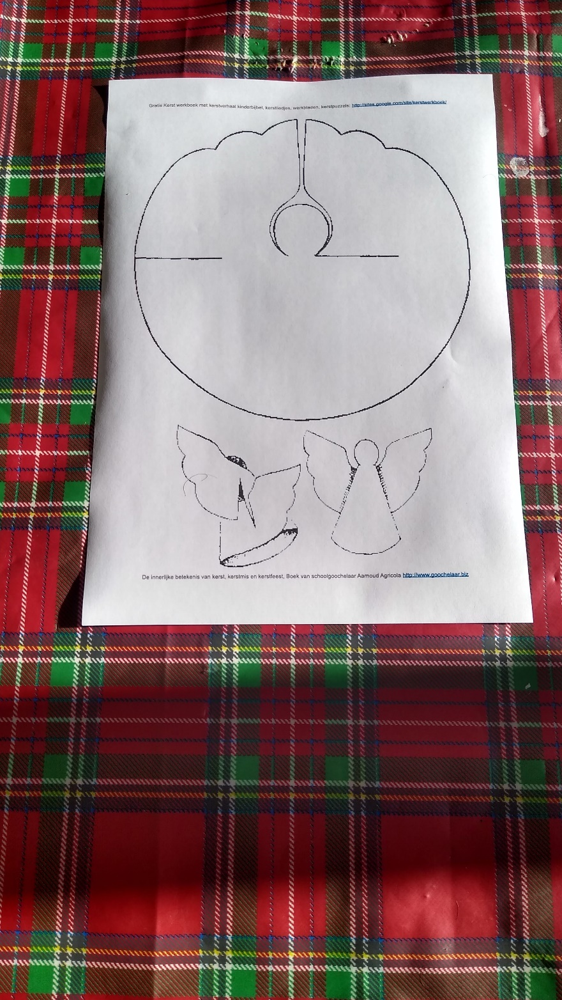 Gratis Kerst werkboek met kerstverhaal kinderbijbel, kerstliedjes, werkbladen, kerstpuzzels: http://sites.google.com/site/kerstwerkboek/
De innerlijke betekenis van kerst, kerstmis en kerstfeest, Boek van schoolgoochelaar Aarnoud Agricola http://www.goochelaar.biz